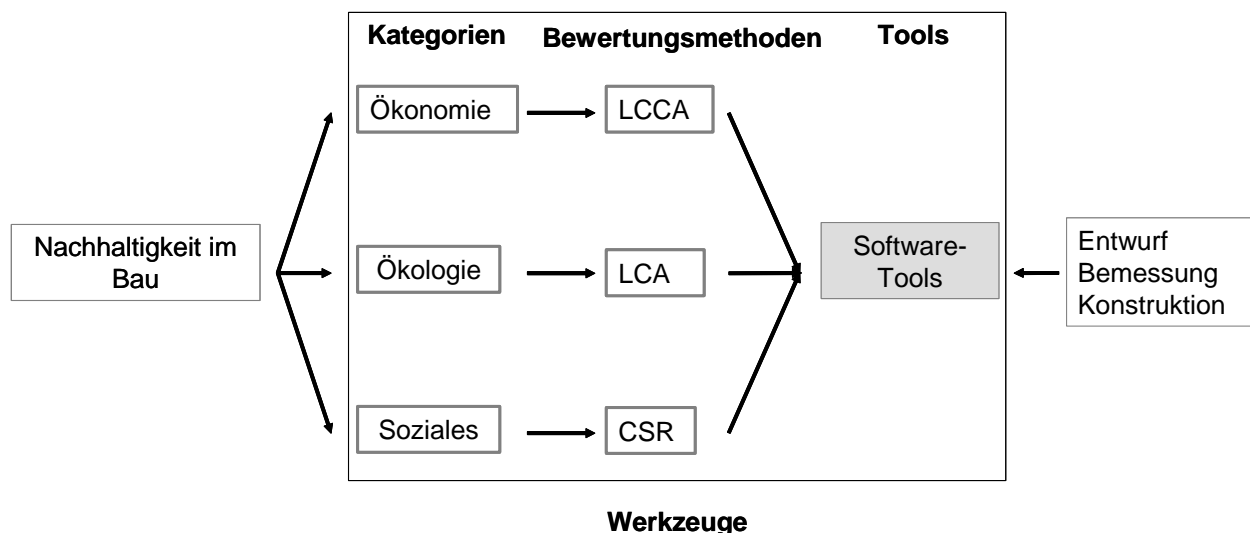 Kategorien
Bewertungsmethoden
Tools
Ökonomie
LCCA
Nachhaltigkeit im
Bau
Ökologie
LCA
Software-
Tools
Entwurf
Bemessung
Konstruktion
Soziales
CSR
Werkzeuge